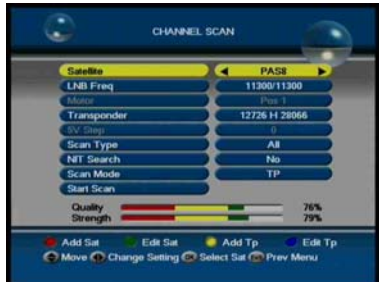 CHANNEL SCAN
Satellite PAS8
LNB Freq 11300/11300
Motor Pos 1
Transponder 12726 H 28066
SV Step 0
Scan Type All
NIT Search No
Scan Mode TP
Start Scan
Quality 76%
Strength 79%
Add Sat Edit Sat Add Tp Edit Tp
Move Change Setting Select Sat Prev Menu